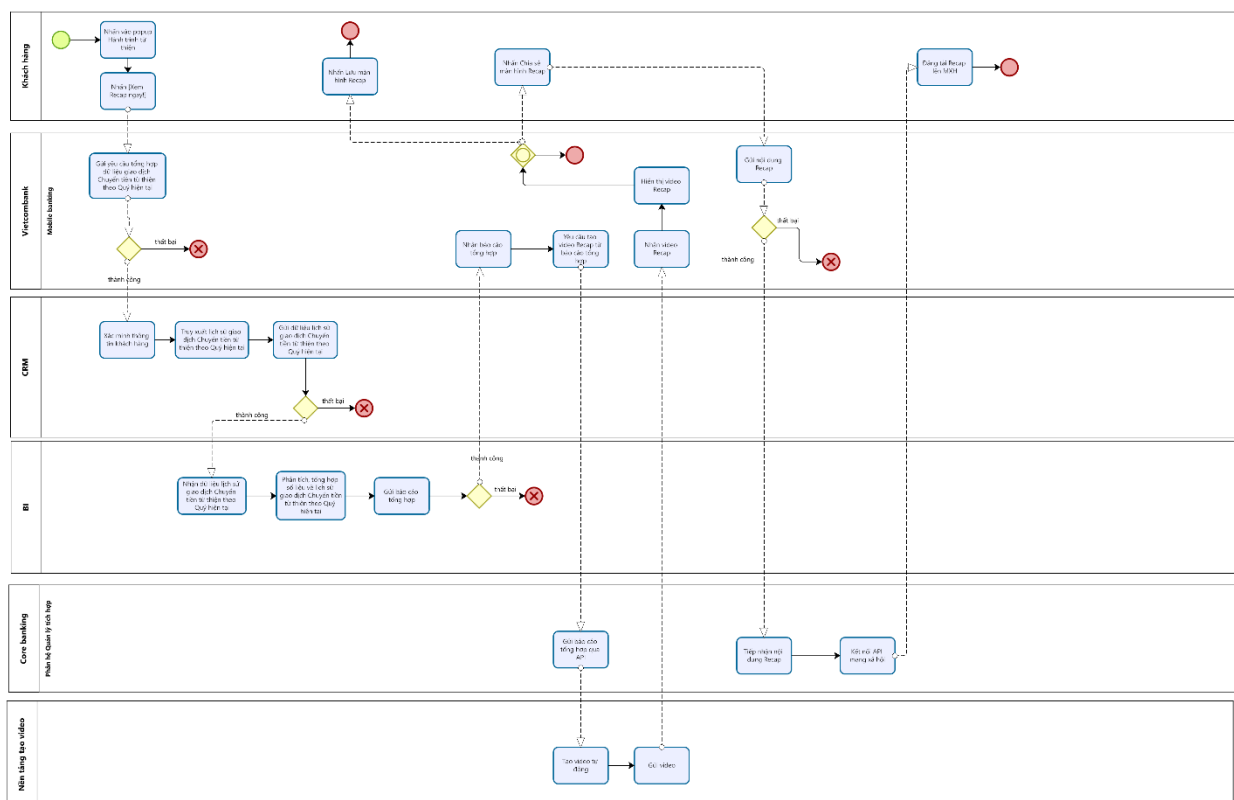 Khách hàng
Nhấn vào popup
Hành trình từ
thiện
Nhấn [Xem
Recap ngay!]
Nhấn Lưu màn
hình Recap
Nhấn Chia sẻ
màn hình Recap
Đăng tải Recap
lên MXH
Vietcombank
Mobile banking
Gửi yêu cầu tổng hợp
dữ liệu giao dịch
Chuyển tiền từ thiện
theo Quý hiện tại
thất bại
thành công
Nhận báo cáo
tổng hợp
Yêu cầu tạo
video Recap từ
báo cáo tổng
hợp
Hiển thị video
Recap
Nhận video
Recap
Gửi nội dung
Recap
thất bại
thành công
CRM
Xác minh thông
tin Khách hàng
Truy xuất lịch sử giao
dịch Chuyển tiền từ
thiện theo Quý hiện tại
Gửi dữ liệu lịch sử
giao dịch Chuyển
tiền từ thiện theo
Quý hiện tại
thất bại
thành công
BI
Nhận dữ liệu lịch sử
giao dịch Chuyển
tiền từ thiện theo
Quý hiện tại
Phân tích, tổng hợp
số liệu về lịch sử
giao dịch Chuyển tiền
từ thiện theo Quý
hiện tại
Gửi báo cáo
tổng hợp
thành công
thất bại
Core banking
Phân hệ Quản lý tích hợp
Gửi báo cáo
tổng hợp qua
API
Tiếp nhận nội
dung Recap
Kết nối API
mạng xã hội
Nền tảng tạo video
Tạo video tự
động
Gửi video